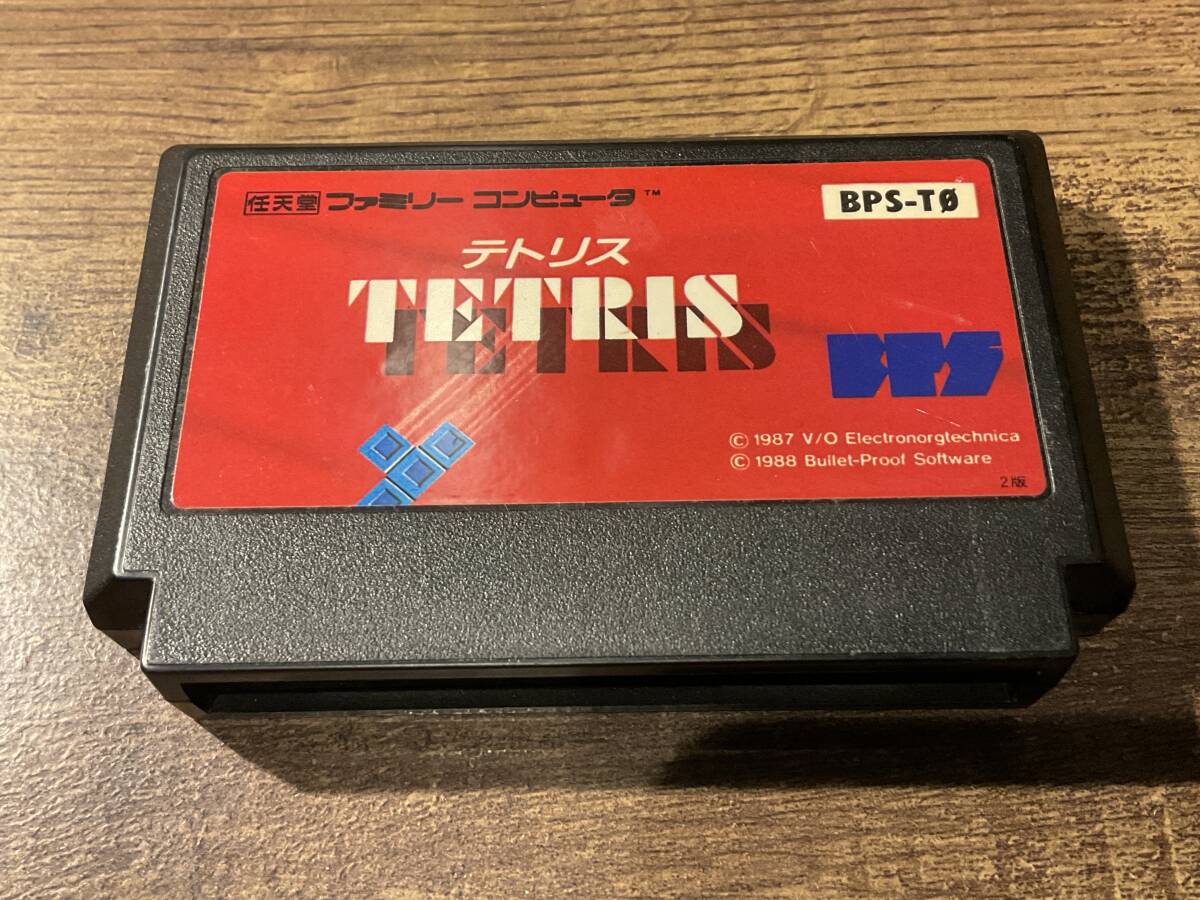 任天堂 ファミリー コンピュータ™
BPS-TØ
テトリス
TETRIS
TETRIS
BPS
© 1987 V/O Electronorgtechnica
© 1988 Bullet-Proof Software
2版